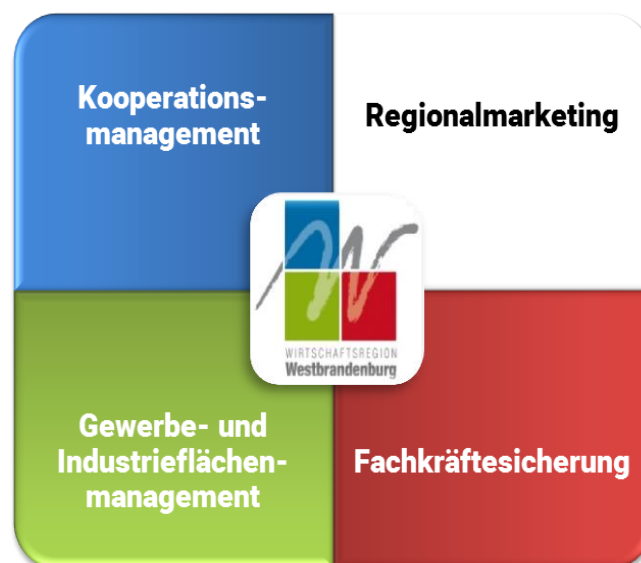 Kooperations-
management
Regionalmarketing
WIRTSCHAFTSREGION
Westbrandenburg
Gewerbe- und
Industrieflächen-
management
Fachkräftesicherung